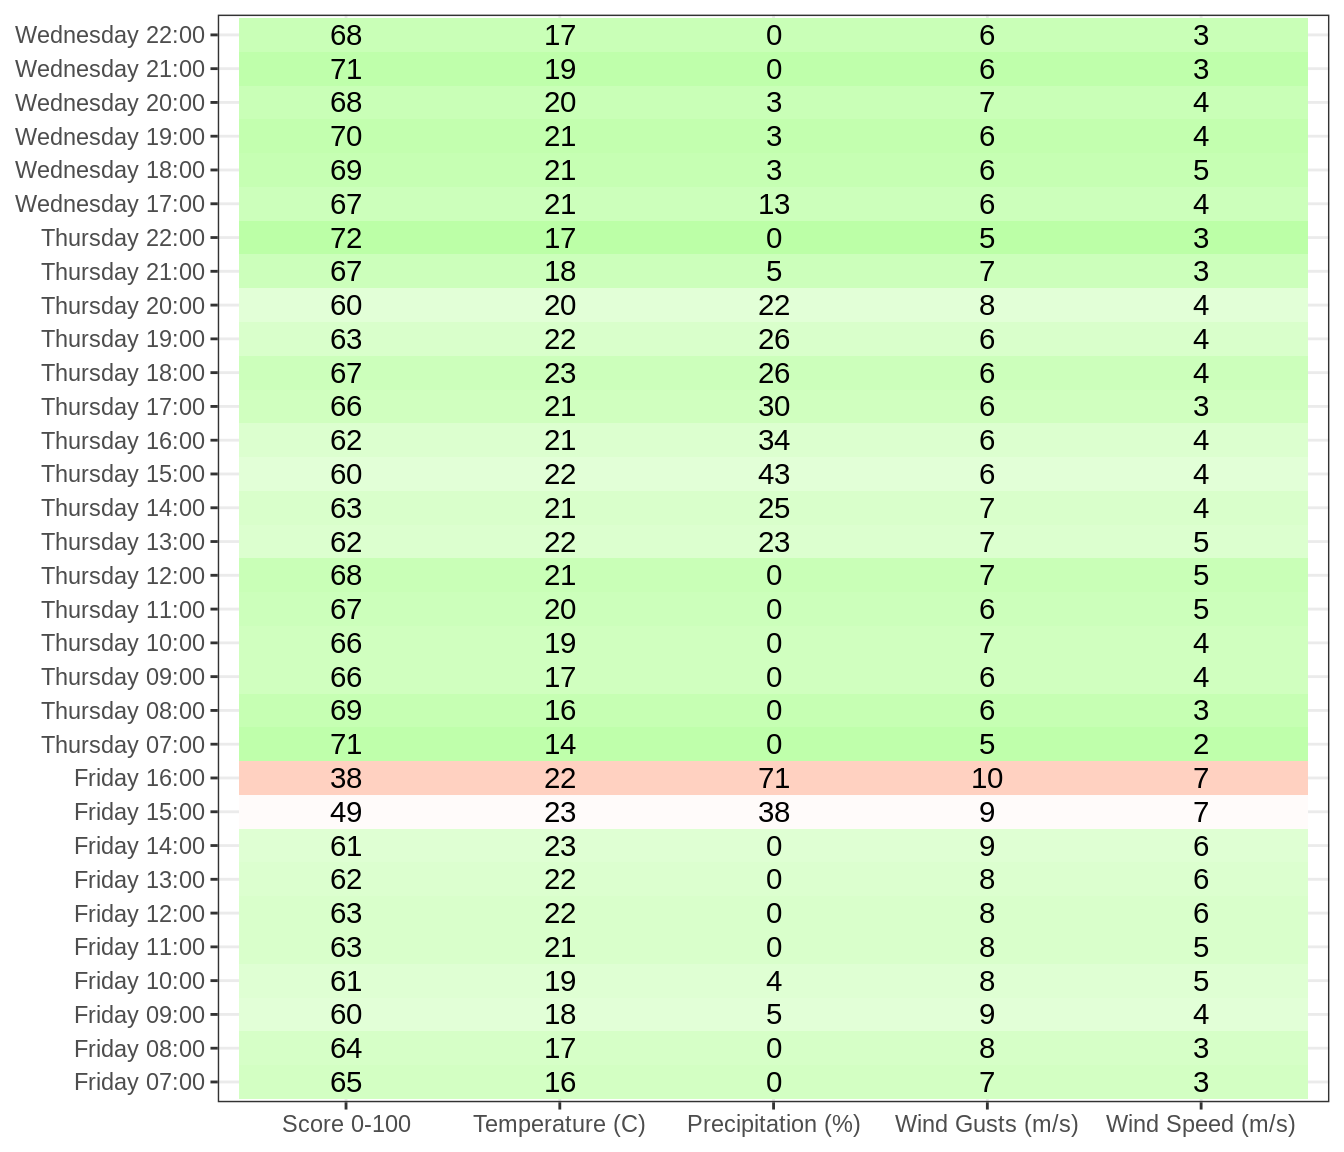 Wednesday 22:00 68 17 0 6 3
Wednesday 21:00 71 19 0 6 3
Wednesday 20:00 68 20 3 7 4
Wednesday 19:00 70 21 3 6 4
Wednesday 18:00 69 21 3 6 5
Wednesday 17:00 67 21 13 6 4
Thursday 22:00 72 17 0 5 3
Thursday 21:00 67 18 5 7 3
Thursday 20:00 60 20 22 8 4
Thursday 19:00 63 22 26 6 4
Thursday 18:00 67 23 26 6 4
Thursday 17:00 66 21 30 6 3
Thursday 16:00 62 21 34 6 4
Thursday 15:00 60 22 43 6 4
Thursday 14:00 63 21 25 7 4
Thursday 13:00 62 22 23 7 5
Thursday 12:00 68 21 0 7 5
Thursday 11:00 67 20 0 6 5
Thursday 10:00 66 19 0 7 4
Thursday 09:00 66 17 0 6 4
Thursday 08:00 69 16 0 6 3
Thursday 07:00 71 14 0 5 2
Friday 16:00 38 22 71 10 7
Friday 15:00 49 23 38 9 7
Friday 14:00 61 23 0 9 6
Friday 13:00 62 22 0 8 6
Friday 12:00 63 22 0 8 6
Friday 11:00 63 21 0 8 5
Friday 10:00 61 19 4 8 5
Friday 09:00 60 18 5 9 4
Friday 08:00 64 17 0 8 3
Friday 07:00 65 16 0 7 3
Score 0-100 Temperature (C) Precipitation (%) Wind Gusts (m/s) Wind Speed (m/s)